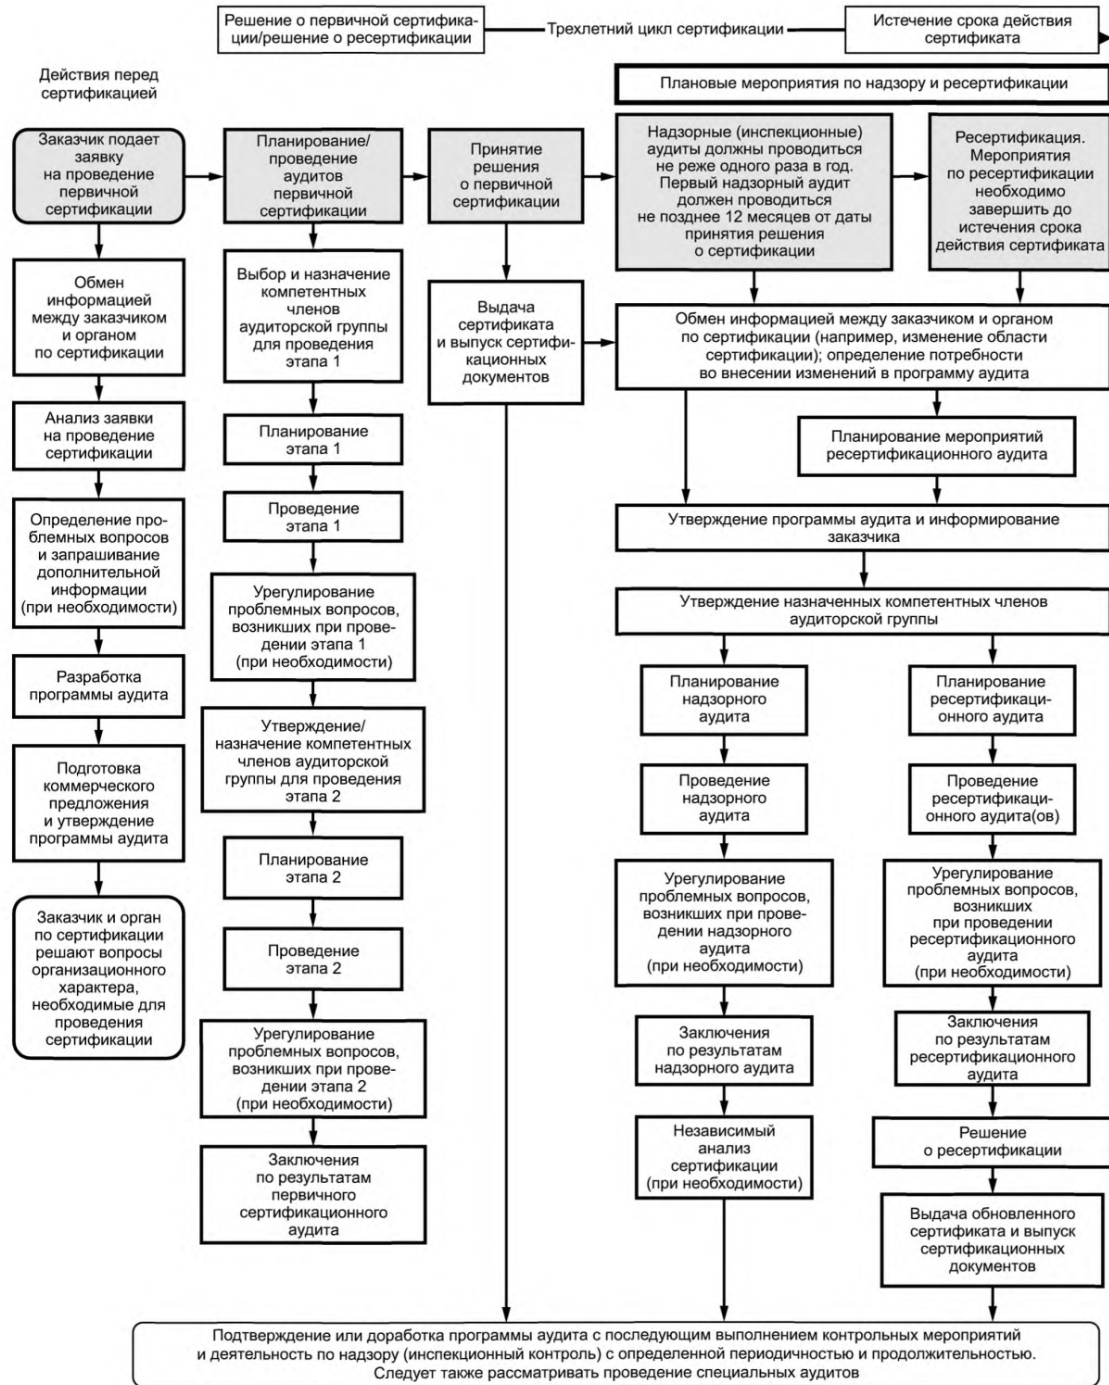 Решение о первичной сертифика-
ции/решение о ресертификации
Трехлетний цикл сертификации
Истечение срока действия
сертификата
Действия перед
сертификацией
Плановые мероприятия по надзору и ресертификации
Заказчик подает
заявку
на проведение
первичной
сертификации
Планирование/
проведение
аудитов
первичной
сертификации
Принятие
решения
о первичной
сертификации
Надзорные (инспекционные)
аудиты должны проводиться
не реже одного раза в год.
Первый надзорный аудит
должен проводиться
не позднее 12 месяцев от даты
принятия решения
о сертификации
Ресертификация.
Мероприятия
по ресертификации
необходимо
завершить до
истечения срока
действия сертификата
Обмен
информацией
между заказчиком
и органом
по сертификации
Анализ заявки
на проведение
сертификации
Определение про-
блемных вопросов
и запрашивание
дополнительной
информации
(при необходимости)
Разработка
программы аудита
Подготовка
коммерческого
предложения
и утверждение
программы аудита
Заказчик и орган
по сертификации
решают вопросы
организационного
характера,
необходимые для
проведения
сертификации
Выбор и назначение
компетентных
членов
аудиторской группы
для проведения
этапа 1
Планирование
этапа 1
Проведение
этапа 1
Урегулирование
проблемных вопросов,
возникших при прове-
дении этапа 1
(при необходимости)
Утверждение/
назначение компетентных
членов аудиторской
группы для проведения
этапа 2
Планирование
этапа 2
Проведение
этапа 2
Урегулирование
проблемных вопросов,
возникших при прове-
дении этапа 2
(при необходимости)
Заключения
по результатам
первичного
сертификационного
аудита
Выдача
сертификата
и выпуск сертифи-
кационных
документов
Обмен информацией между заказчиком и органом
по сертификации (например, изменение области
сертификации); определение потребности
во внесении изменений в программу аудита
Планирование мероприятий
ресертификационного аудита
Утверждение программы аудита и информирование
заказчика
Утверждение назначенных компетентных членов
аудиторской группы
Планирование
надзорного
аудита
Проведение
надзорного
аудита
Урегулирование
проблемных вопросов,
возникших при прове-
дении надзорного
аудита
(при необходимости)
Заключения
по результатам
надзорного аудита
Независимый
анализ
сертификации
(при необходимости)
Планирование
ресертификаци-
онного аудита
Проведение
ресертификаци-
онного аудита(ов)
Урегулирование
проблемных вопросов,
возникших
при проведении
ресертификационного
аудита
(при необходимости)
Заключения
по результатам
ресертификационного
аудита
Решение
о ресертификации
Выдача обновленного
сертификата и выпуск
сертификационных
документов
Подтверждение или доработка программы аудита с последующим выполнением контрольных мероприятий
и деятельность по надзору (инспекционный контроль) с определенной периодичностью и продолжительностью.
Следует также рассматривать проведение специальных аудитов